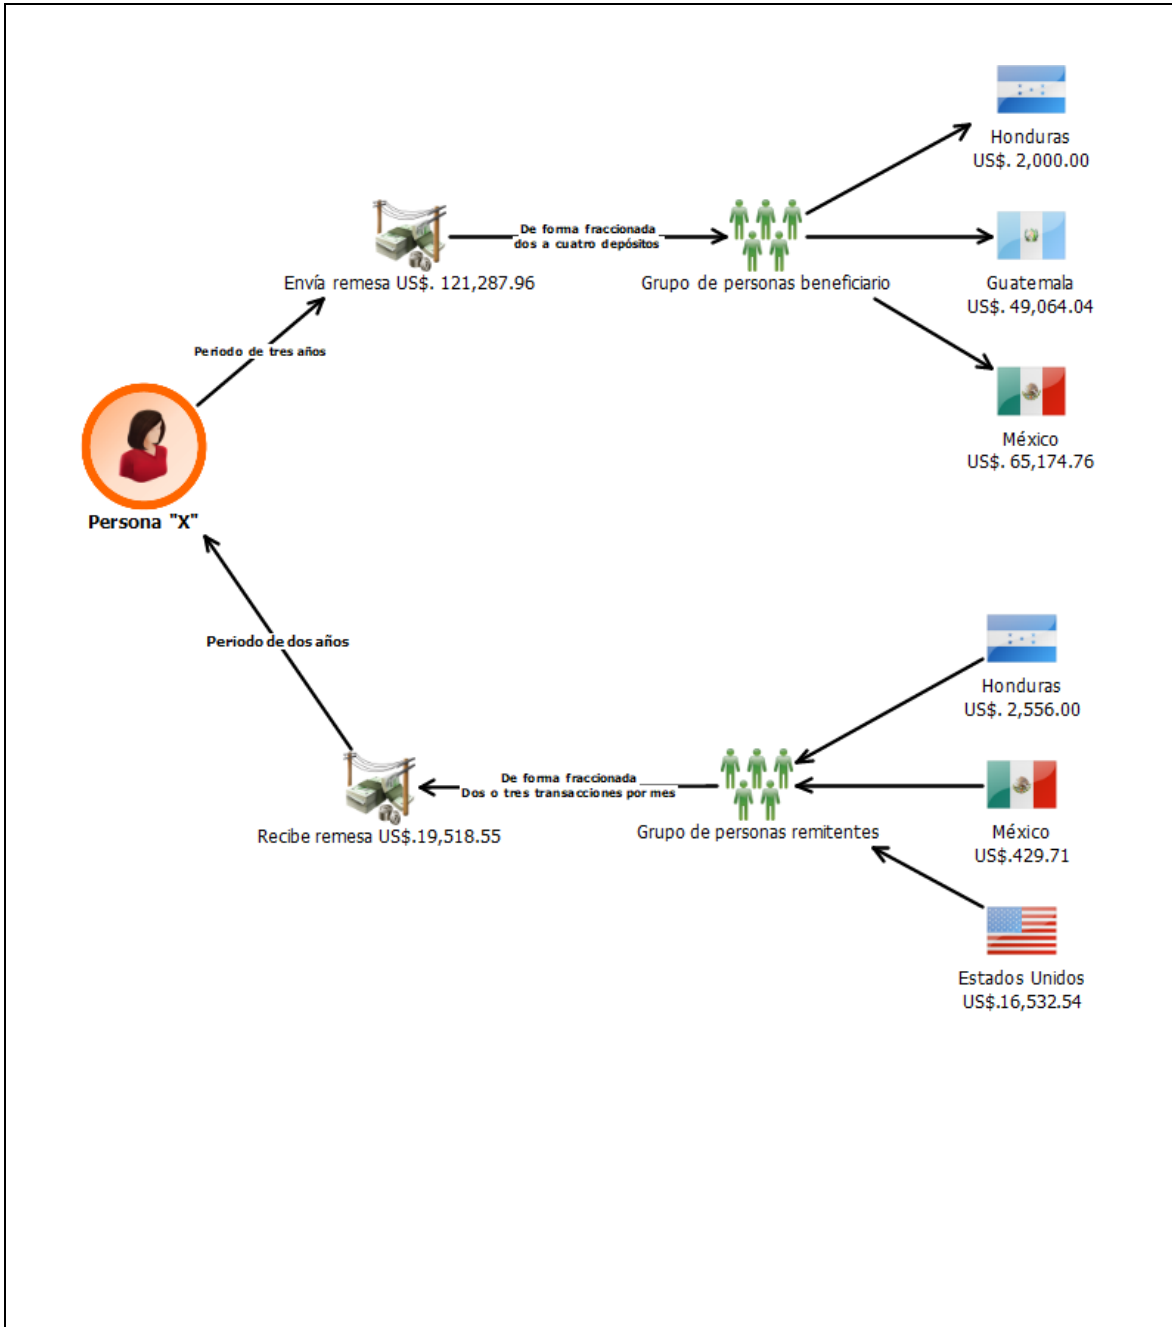 Honduras
US$. 2,000.00
De forma fraccionada
dos a cuatro depósitos
Envía remesa US$. 121,287.96
Grupo de personas beneficiario
Guatemala
US$. 49,064.04
Periodo de tres años
México
US$. 65,174.76
Persona "X"
Periodo de dos años
Honduras
US$. 2,556.00
De forma fraccionada
Dos o tres transacciones por mes
Recibe remesa US$.19,518.55
Grupo de personas remitentes
México
US$.429.71
Estados Unidos
US$.16,532.54